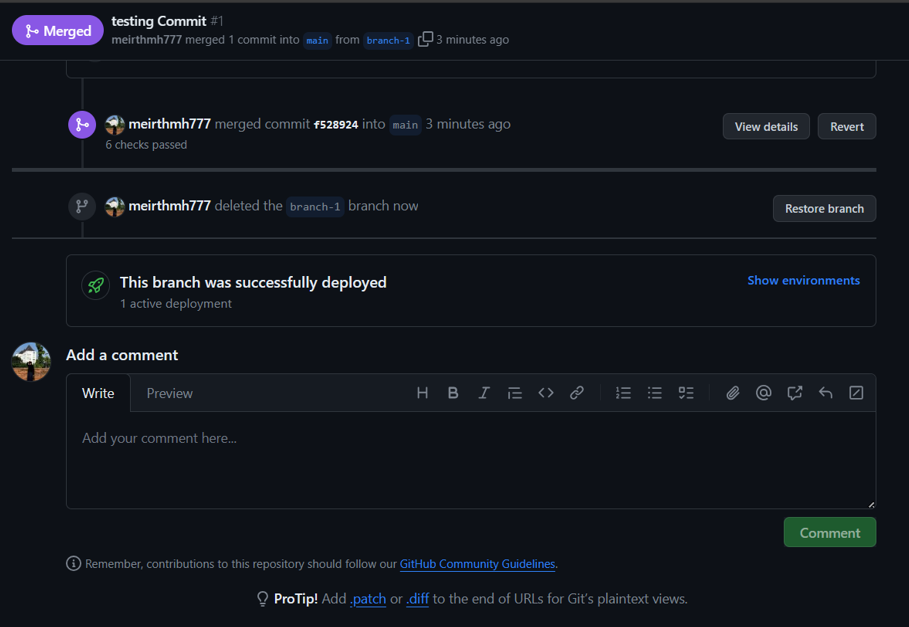 Merged
testing Commit #1
meirthmh777 merged 1 commit into main from branch-1 3 minutes ago
meirthmh777 merged commit f528924 into main 3 minutes ago
View details
Revert
6 checks passed
meirthmh777 deleted the branch-1 branch now
Restore branch
This branch was successfully deployed
Show environments
1 active deployment
Add a comment
Write
Preview
Add your comment here...
Comment
Remember, contributions to this repository should follow our GitHub Community Guidelines.
ProTip! Add .patch or .diff to the end of URLs for Git’s plaintext views.